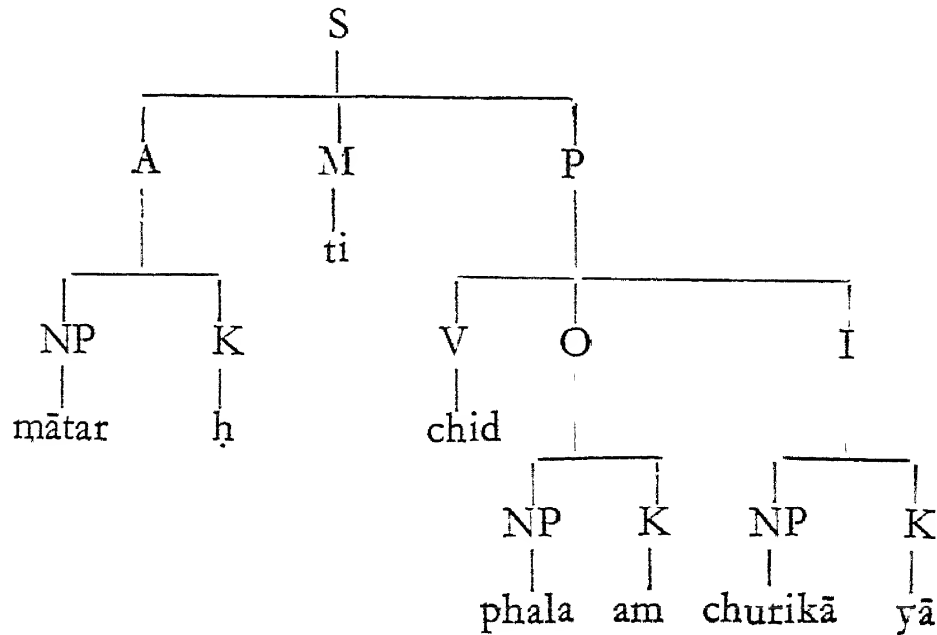 S
A M P
ti
NP K V O I
mātar ḥ chid
NP K NP K
phala am churikā yā